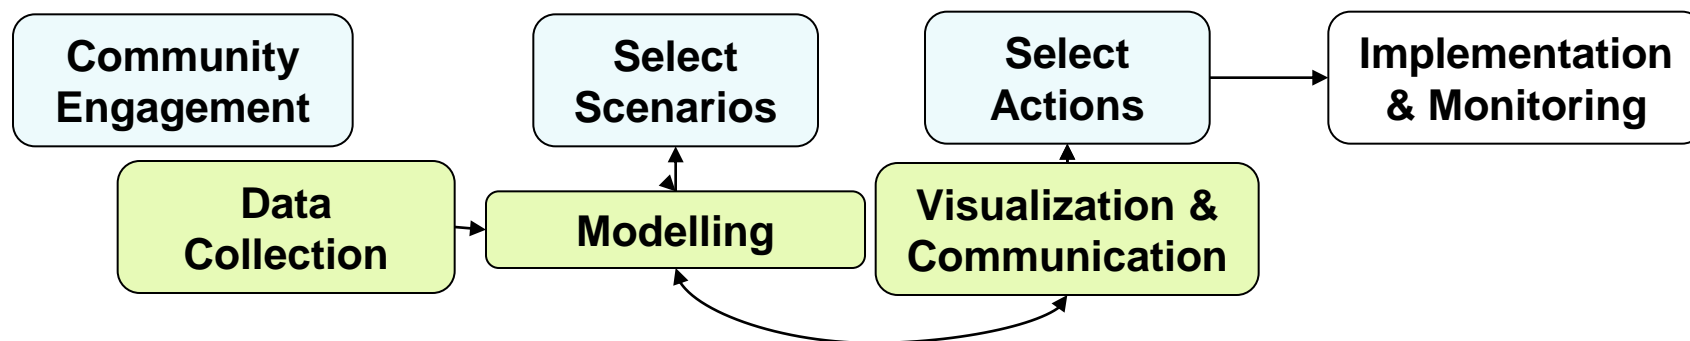 Community
Engagement
Select
Scenarios
Select
Actions
Implementation
& Monitoring
Data
Collection
Modelling
Visualization &
Communication